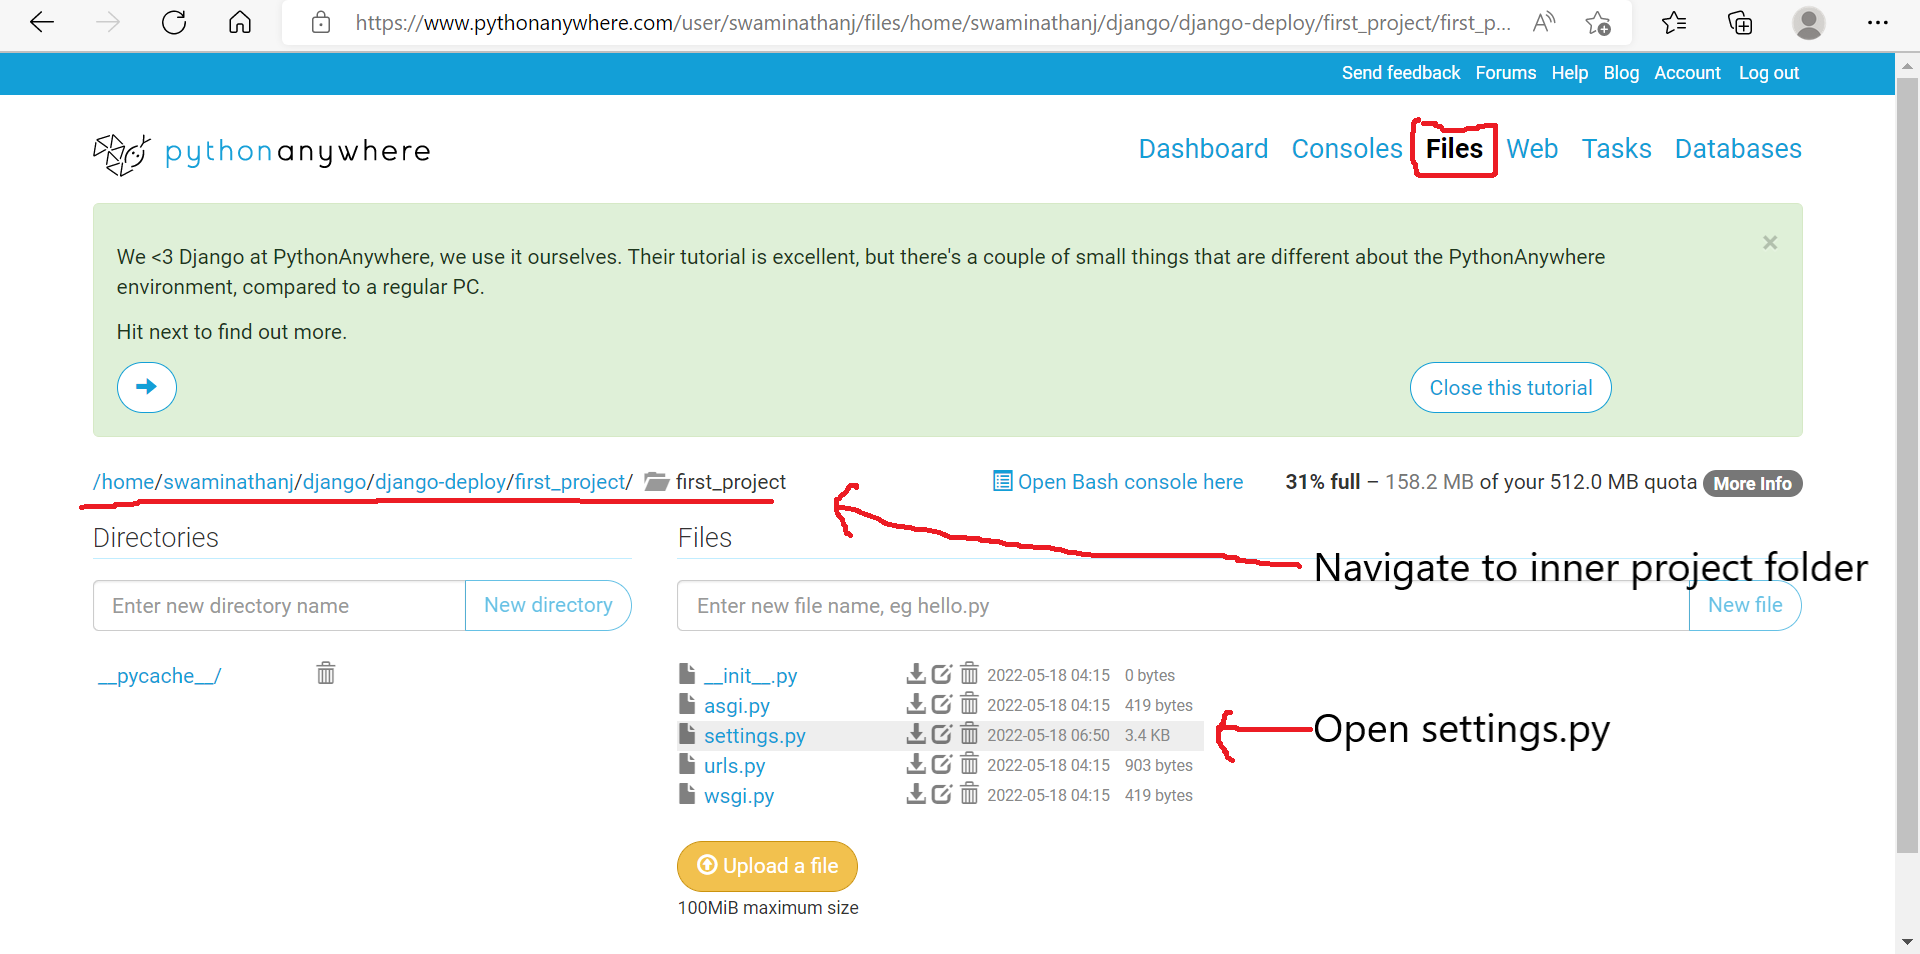 https://www.pythonanywhere.com/user/swaminathanj/files/home/swaminathanj/django/django-deploy/first_project/first_p...
Send feedback Forums Help Blog Account Log out
pythonanywhere
Dashboard Consoles Files Web Tasks Databases
We <3 Django at PythonAnywhere, we use it ourselves. Their tutorial is excellent, but there's a couple of small things that are different about the PythonAnywhere
environment, compared to a regular PC.
×
Hit next to find out more.
Close this tutorial
/home/swaminathanj/django/django-deploy/first_project/ first_project
Open Bash console here
31% full – 158.2 MB of your 512.0 MB quota More Info
Directories
Files
Navigate to inner project folder
Enter new directory name New directory
Enter new file name, eg hello.py New file
__pycache__/
__init__.py 2022-05-18 04:15 0 bytes
asgi.py 2022-05-18 04:15 419 bytes
settings.py 2022-05-18 06:50 3.4 KB
Open settings.py
urls.py 2022-05-18 04:15 903 bytes
wsgi.py 2022-05-18 04:15 419 bytes
Upload a file
100MiB maximum size